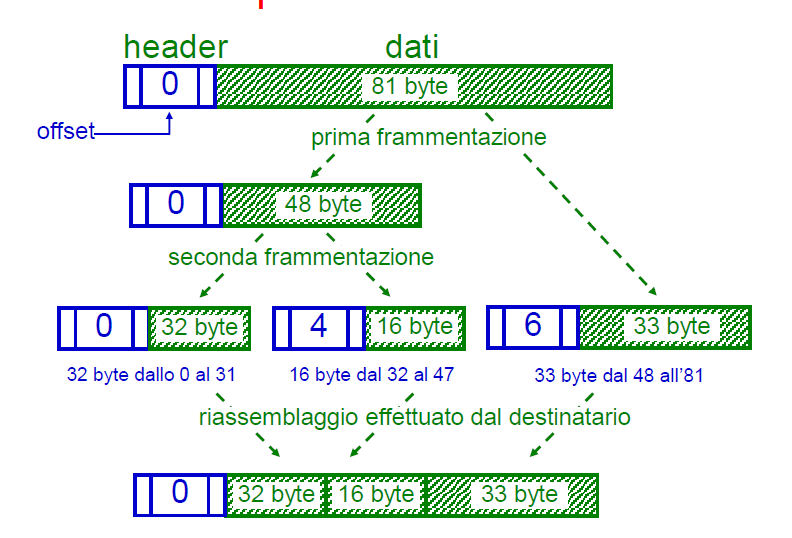 header dati
0 81 byte
offset
prima frammentazione
0 48 byte
seconda frammentazione
0 32 byte 4 16 byte 6 33 byte
32 byte dallo 0 al 31 16 byte dal 32 al 47 33 byte dal 48 all'81
riassemblaggio effettuato dal destinatario
0 32 byte 16 byte 33 byte